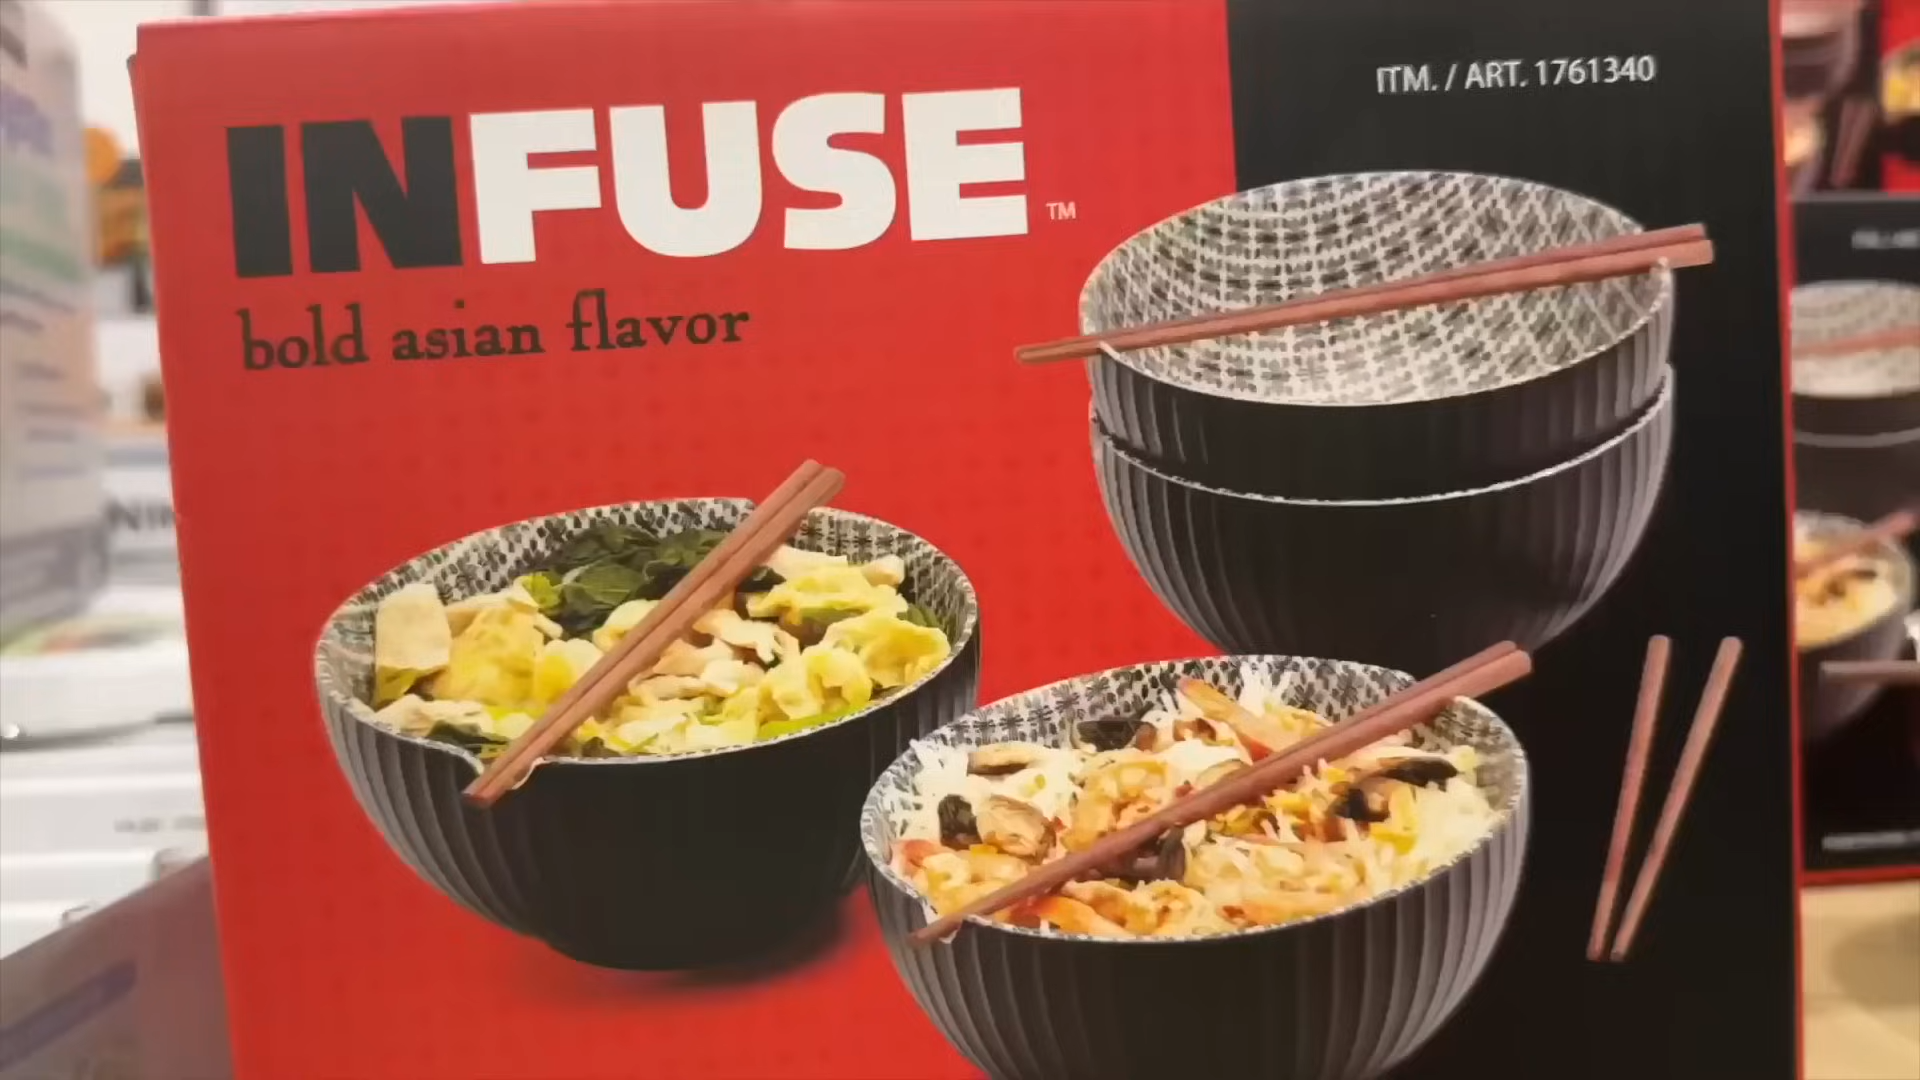 INFUSE™
bold asian flavor
ITM. / ART. 1761340